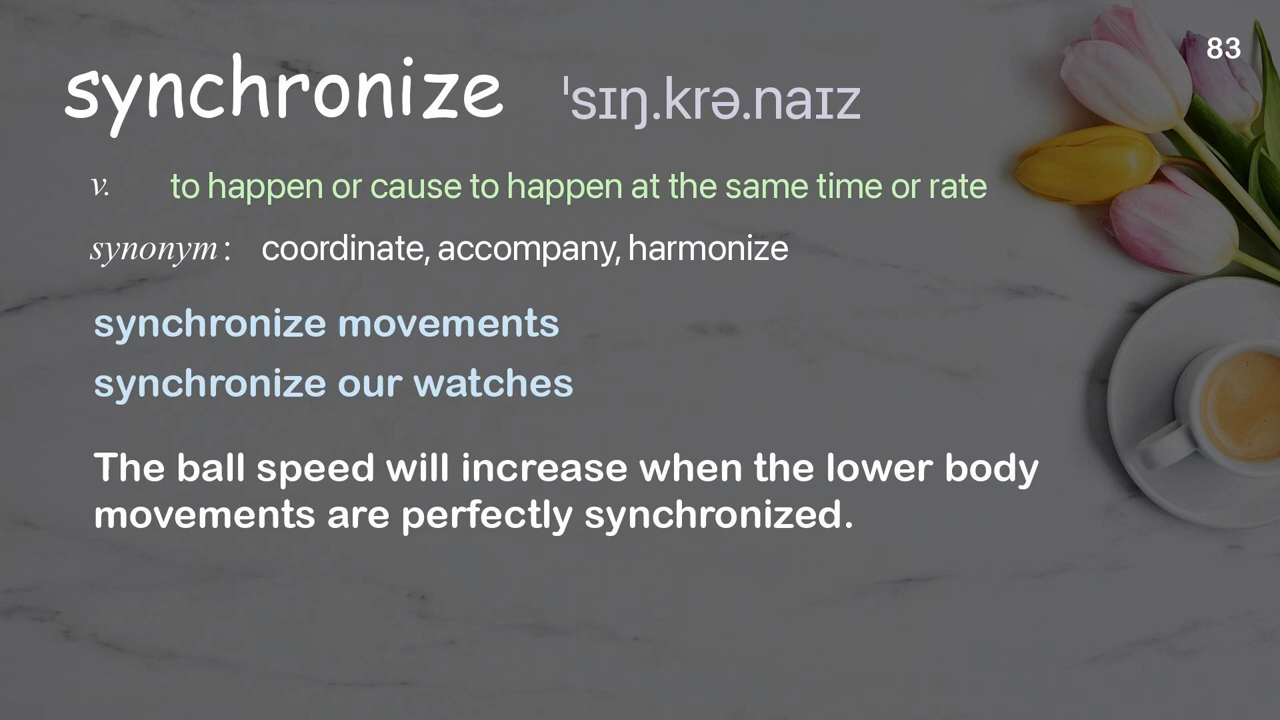 83
synchronize ˈsɪŋ.krə.naɪz
v. to happen or cause to happen at the same time or rate
synonym: coordinate, accompany, harmonize
synchronize movements
synchronize our watches
The ball speed will increase when the lower body
movements are perfectly synchronized.